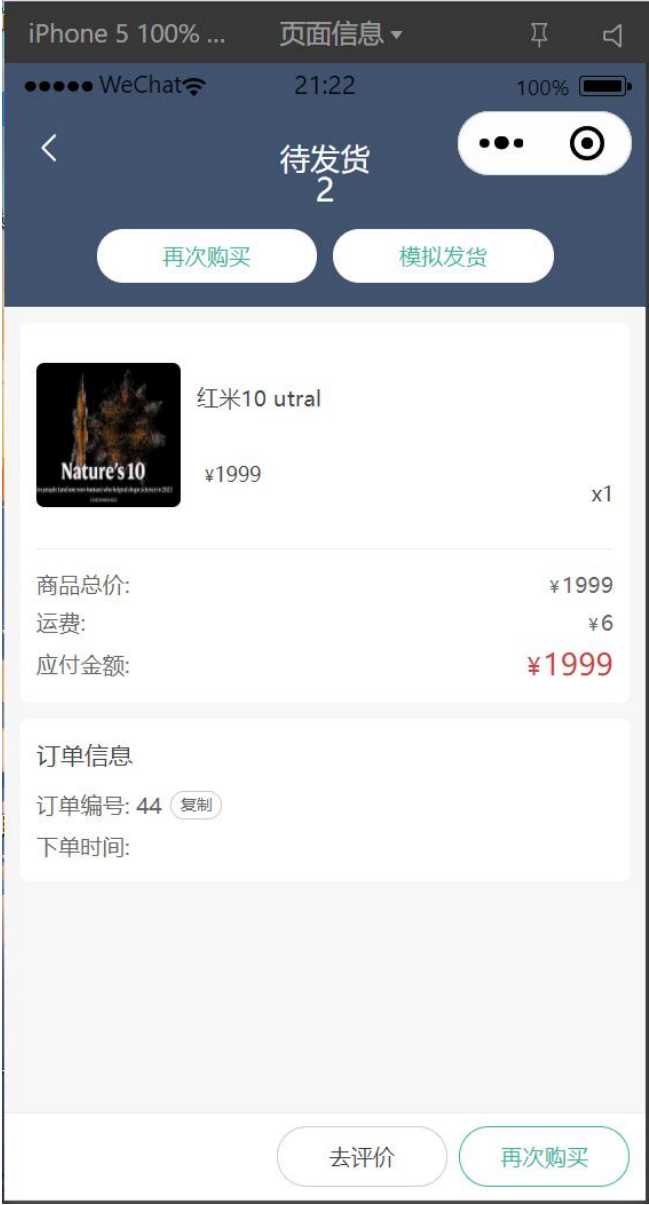 iPhone 5 100% ... 页面信息
WeChat 21:22 100%
待发货
2
再次购买 模拟发货
Nature's 10
红米10 utral
¥1999
x1
商品总价: ¥1999
运费: ¥6
应付金额: ¥1999
订单信息
订单编号: 44 复制
下单时间:
去评价 再次购买